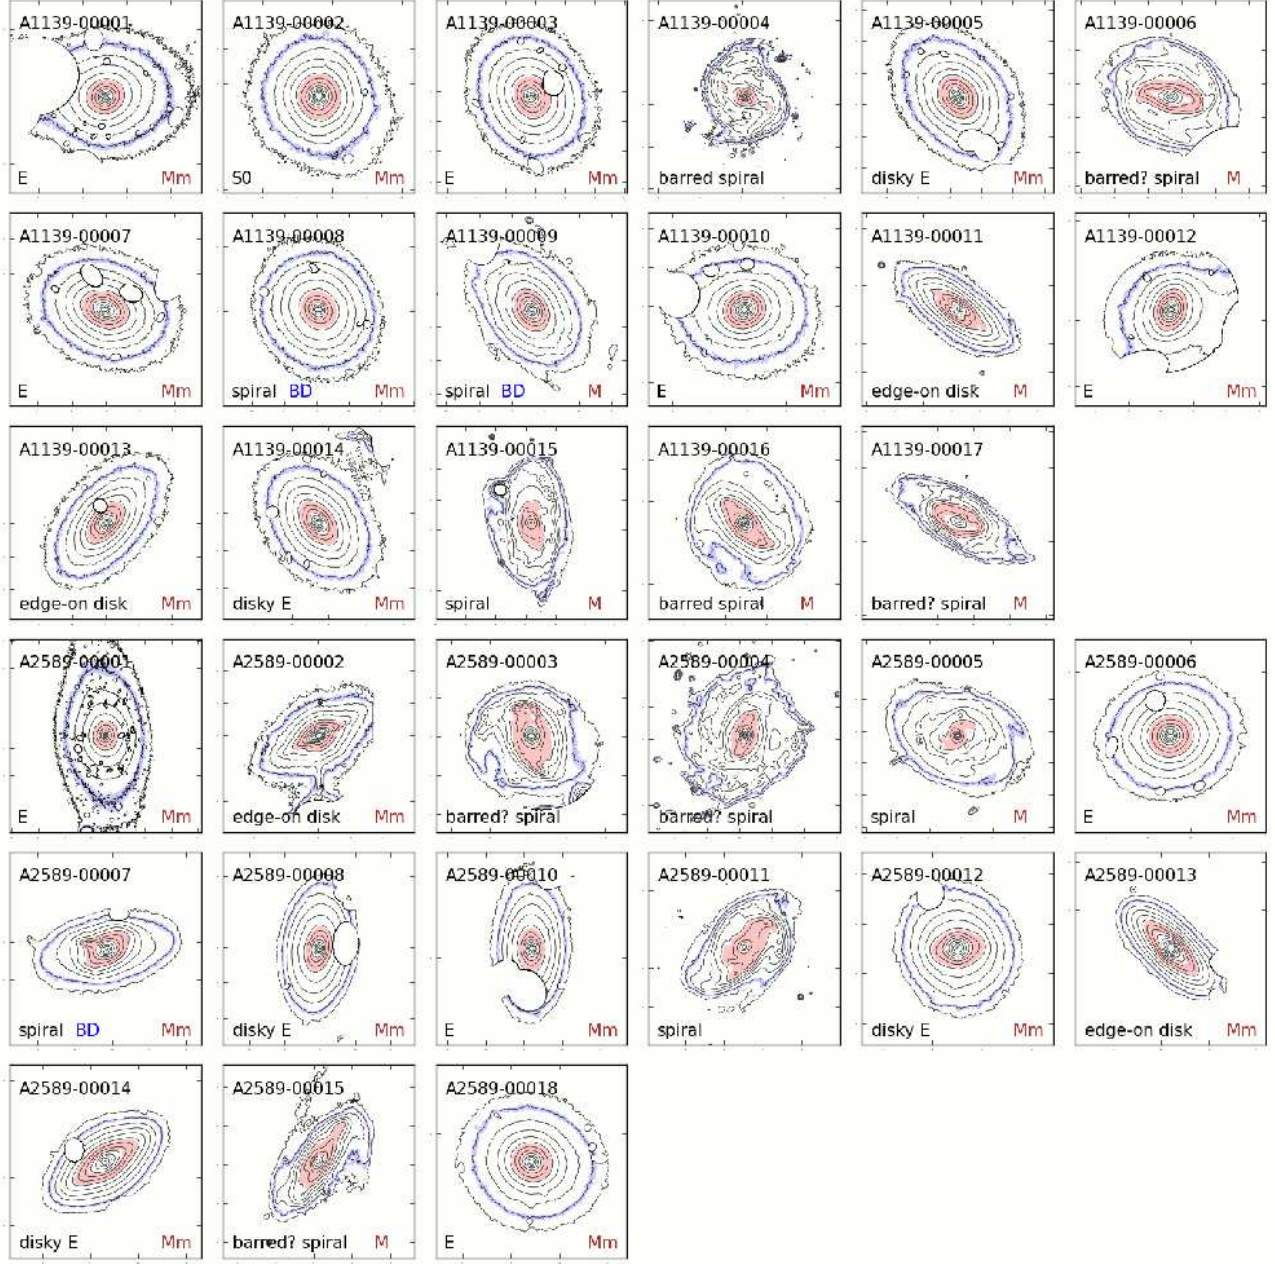 A1139-00001 A1139-00002 A1139-00003 A1139-00004 A1139-00005 A1139-00006
E Mm S0 Mm E Mm barred spiral disky E Mm barred? spiral M
A1139-00007 A1139-00008 A1139-00009 A1139-00010 A1139-00011 A1139-00012
E Mm spiral BD Mm spiral BD M E Mm edge-on disk M E Mm
A1139-00013 A1139-00014 A1139-00015 A1139-00016 A1139-00017
edge-on disk Mm disky E Mm spiral M barred spiral M barred? spiral M
A2589-00001 A2589-00002 A2589-00003 A2589-00004 A2589-00005 A2589-00006
E Mm edge-on disk Mm barred? spiral barred? spiral spiral M E Mm
A2589-00007 A2589-00008 A2589-00010 A2589-00011 A2589-00012 A2589-00013
spiral BD Mm disky E Mm E Mm spiral disky E Mm edge-on disk Mm
A2589-00014 A2589-00015 A2589-00018
disky E Mm barred? spiral M E Mm